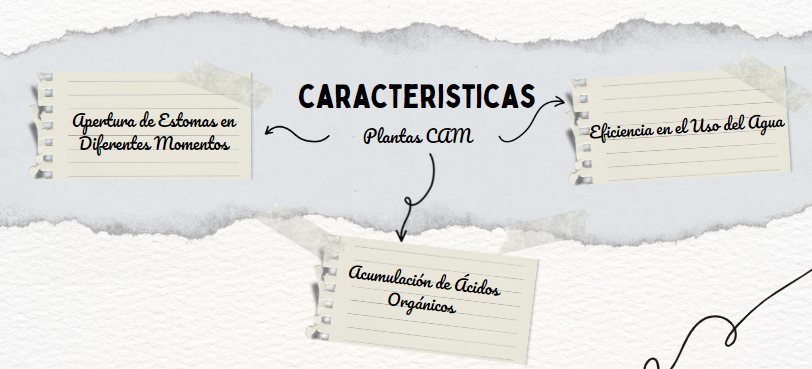 CARACTERISTICAS
Plantas CAM
Apertura de Estomas en
Diferentes Momentos
Eficiencia en el Uso del Agua
Acumulación de Ácidos
Orgánicos